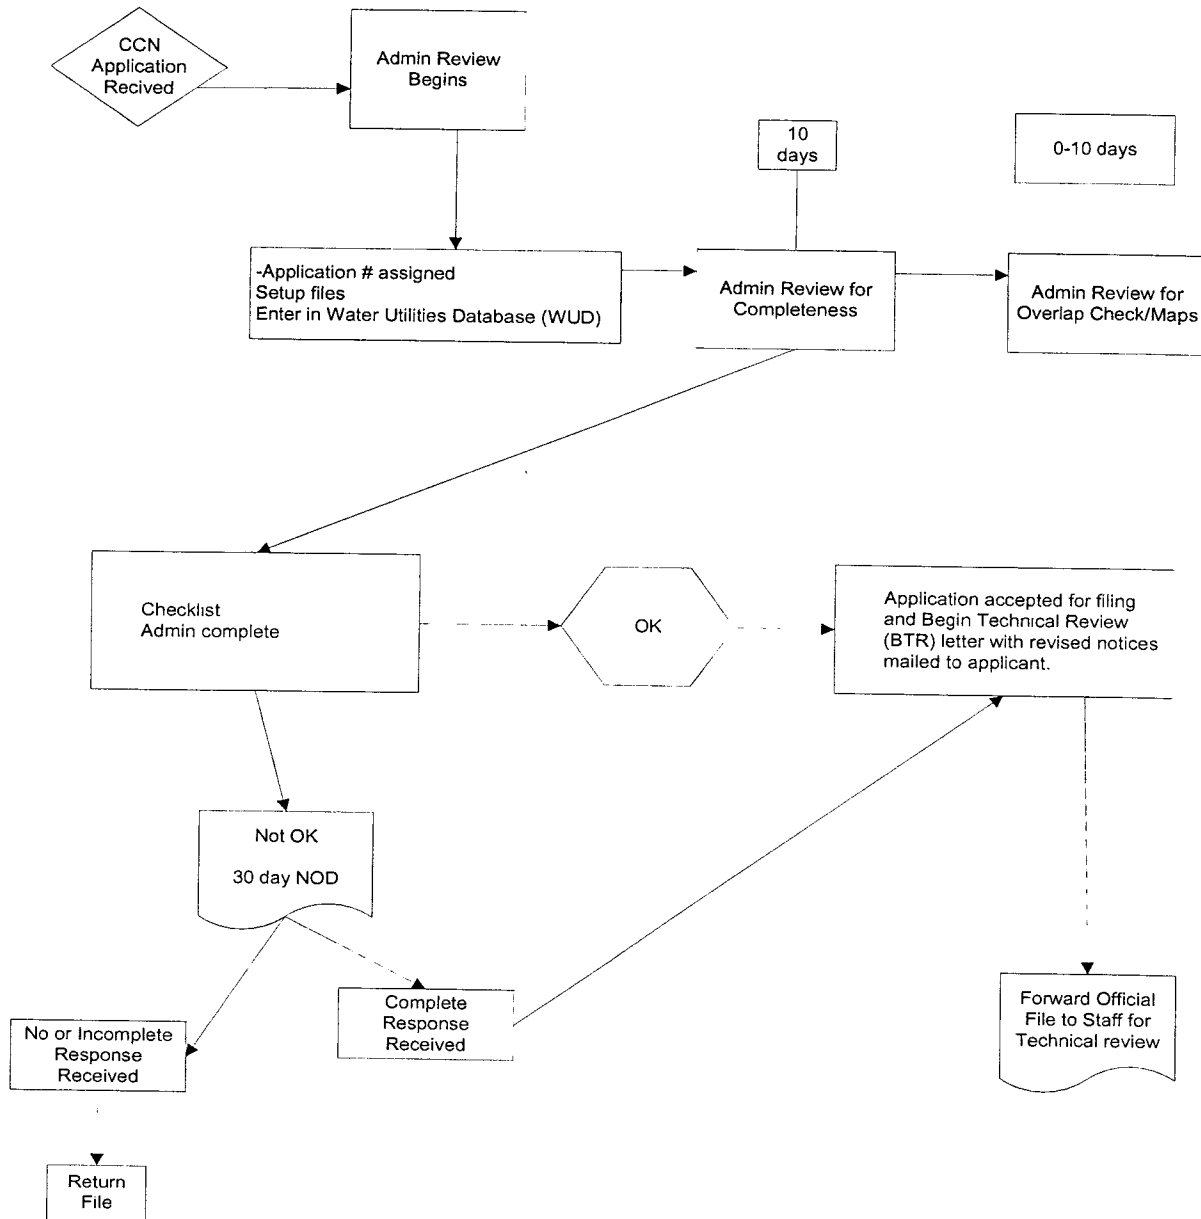 CCN
Application
Recived
Admin Review
Begins
10
days
0-10 days
-Application # assigned
Setup files
Enter in Water Utilities Database (WUD)
Admin Review for
Completeness
Admin Review for
Overlap Check/Maps
Checklist
Admin complete
OK
Application accepted for filing
and Begin Technical Review
(BTR) letter with revised notices
mailed to applicant.
Not OK
30 day NOD
Complete
Response
Received
No or Incomplete
Response
Received
Forward Official
File to Staff for
Technical review
Return
File